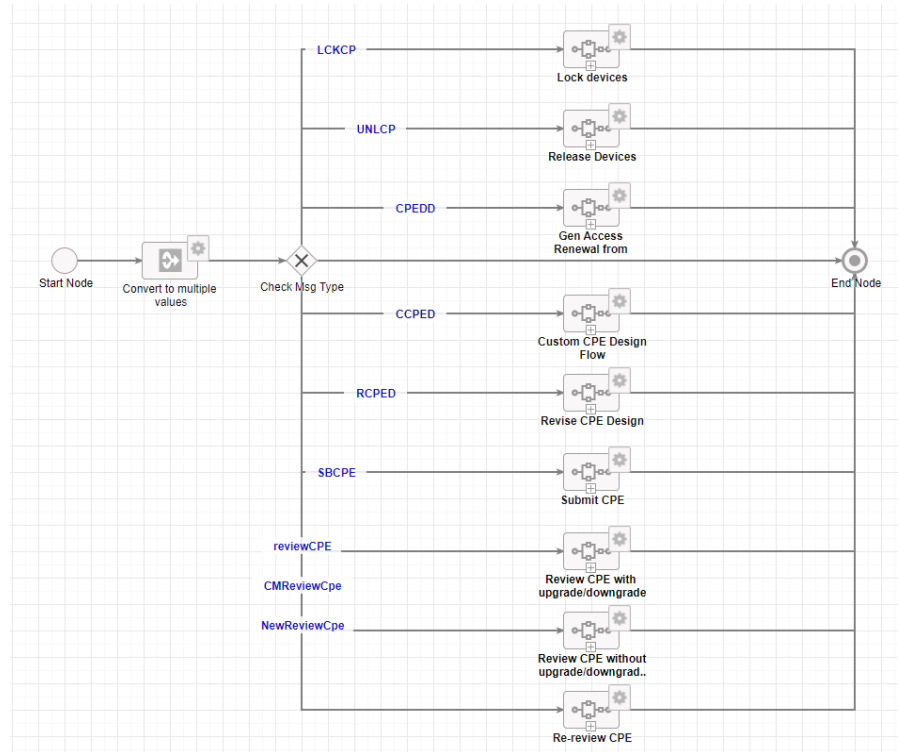 LCKCP
Lock devices
UNLCP
Release Devices
CPEDD
Gen Access
Renewal from
Start Node
Convert to multiple
values
Check Msg Type
End Node
CCPED
Custom CPE Design
Flow
RCPED
Revise CPE Design
SBCPE
Submit CPE
reviewCPE
Review CPE with
upgrade/downgrade
CMReviewCpe
NewReviewCpe
Review CPE without
upgrade/downgrad..
Re-review CPE